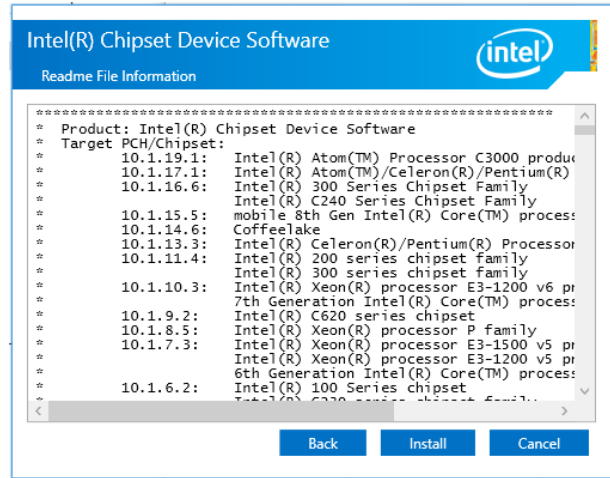 Intel(R) Chipset Device Software
intel
Readme File Information
************************************************************
* Product: Intel(R) Chipset Device Software
* Target PCH/Chipset:
* 10.1.19.1: Intel(R) Atom(TM) Processor C3000
* 10.1.17.1: Intel(R) Atom(TM)/Celeron(R)/Pentium(R)
* 10.1.16.6: Intel(R) 300 Series Chipset Family
* Intel(R) C240 Series Chipset Family
* 10.1.15.5: mobile 8th Gen Intel(R) Core(TM)
* 10.1.14.6: Coffeelake
* 10.1.13.3: Intel(R) Celeron(R)/Pentium(R) Processor
* 10.1.11.4: Intel(R) 200 series chipset family
* Intel(R) 300 series chipset family
* 10.1.10.3: Intel(R) Xeon(R) processor E3-1200 v6
* 7th Generation Intel(R) Core(TM)
* 10.1.9.2: Intel(R) C620 series chipset
* 10.1.8.5: Intel(R) Xeon(R) processor P family
* 10.1.7.3: Intel(R) Xeon(R) processor E3-1500 v5
* Intel(R) Xeon(R) processor E3-1200 v5
* 6th Generation Intel(R) Core(TM)
* 10.1.6.2: Intel(R) 100 Series chipset
Back
Install
Cancel